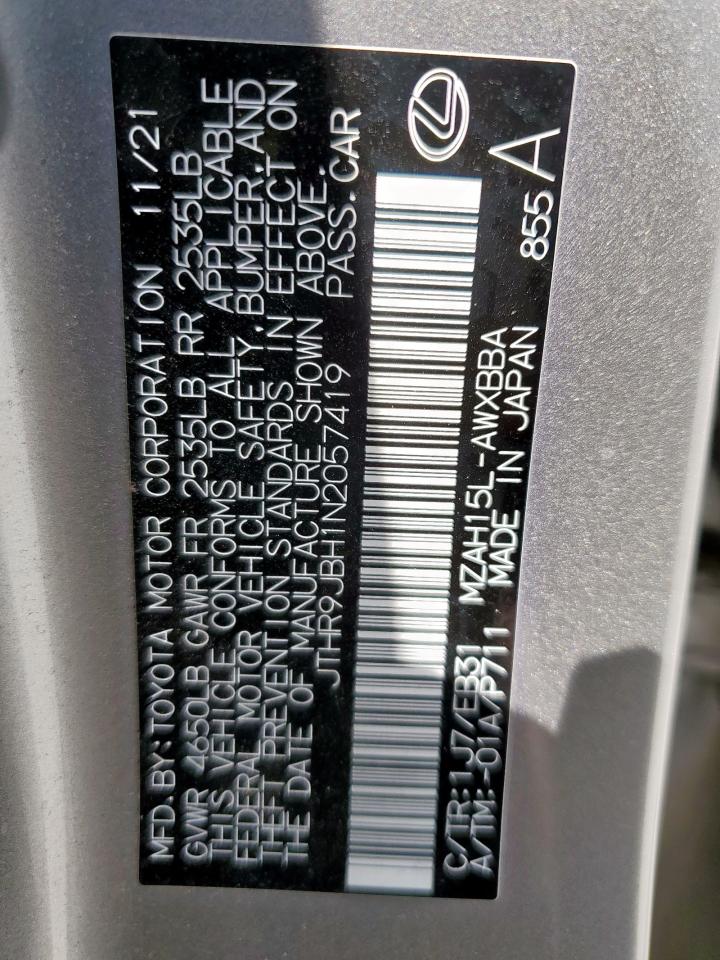 MFD. BY: TOYOTA MOTOR CORPORATION 11/21
GVWR 4650LB GAWR FR 2535LB RR 2535LB
THIS VEHICLE CONFORMS TO ALL APPLICABLE
FEDERAL MOTOR VEHICLE SAFETY, BUMPER, AND
THEFT PREVENTION STANDARDS IN EFFECT ON
THE DATE OF MANUFACTURE SHOWN ABOVE.
JTHR9JBH1N2057419 PASS. CAR
C/TR: 1J7/EB31 MZAH15L-AWXBBA
A/TM: -01A/P711 MADE IN JAPAN 855 A